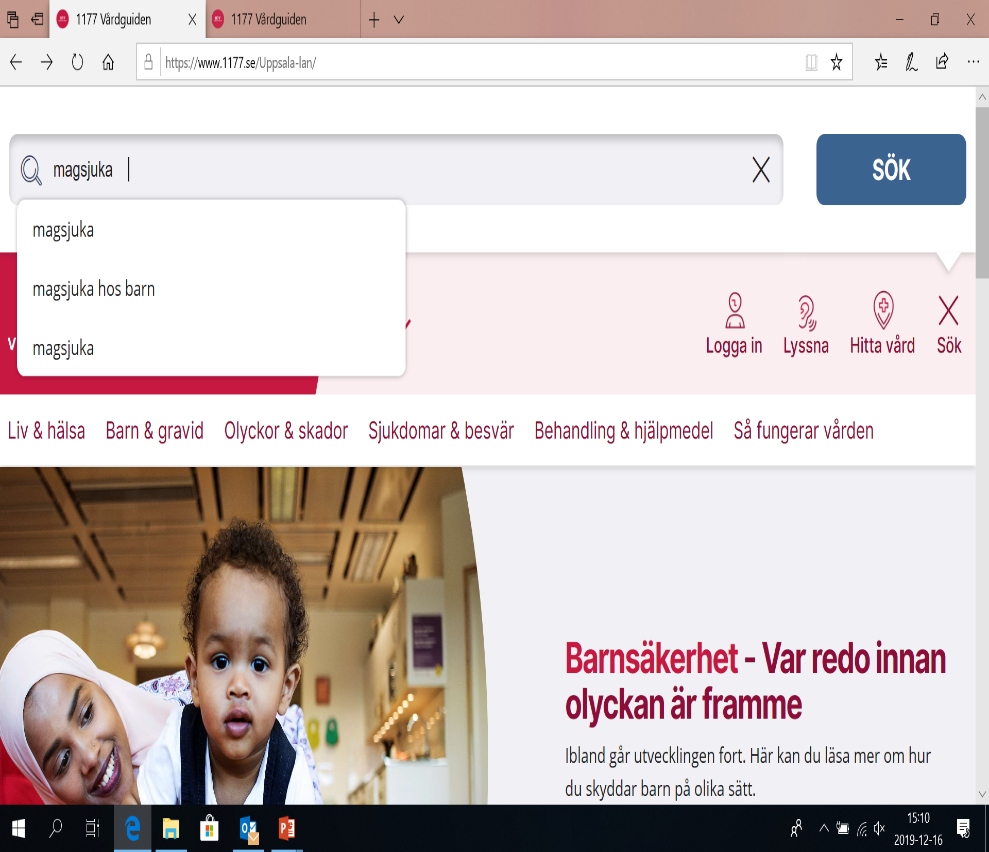 1177 Vårdguiden
1177 Vårdguiden
https://www.1177.se/Uppsala-lan/
magsjuka
SÖK
magsjuka
magsjuka hos barn
magsjuka
V
Logga in
Lyssna
Hitta vård
Sök
Liv & hälsa
Barn & gravid
Olyckor & skador
Sjukdomar & besvär
Behandling & hjälpmedel
Så fungerar vården
Barnsäkerhet - Var redo innan
olyckan är framme
Ibland går utvecklingen fort. Här kan du läsa mer om hur
du skyddar barn på olika sätt.
15:10
2019-12-16